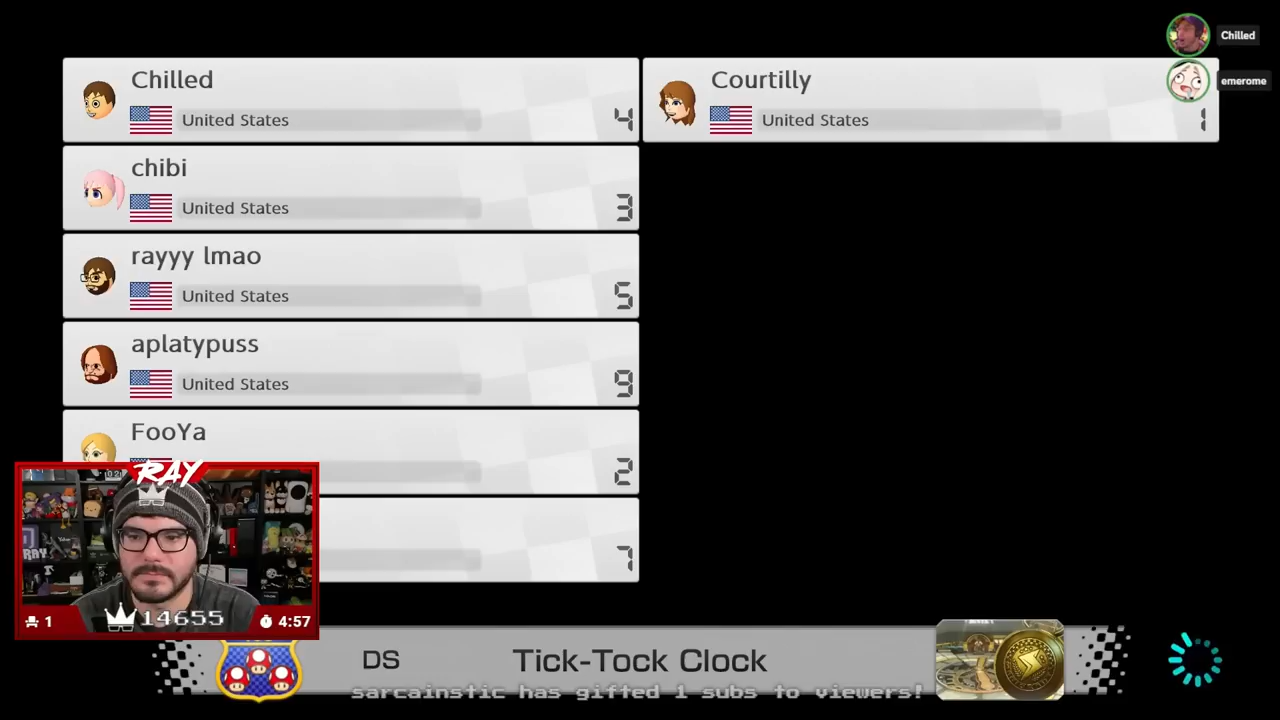 Chilled
United States
4
chibi
United States
3
rayyy lmao
United States
5
aplatypuss
United States
9
FooYa
2
7
Courtilly
United States
1
Chilled
emerome
RAY
1
14655
4:57
DS
Tick-Tock Clock
sarcainstic has gifted 1 subs to viewers!